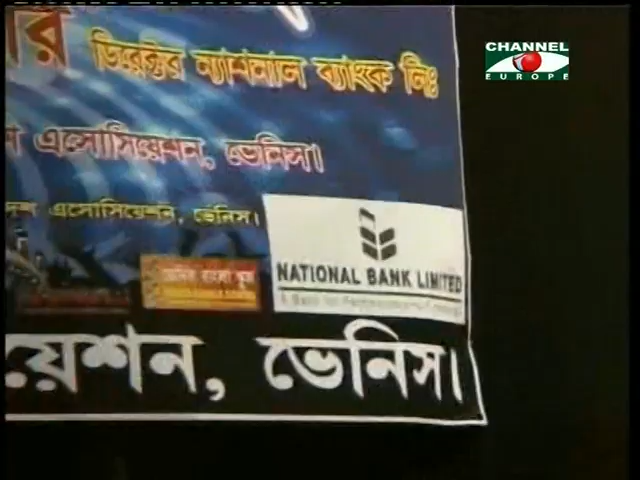 CHANNEL
EUROPE
ডিরেক্টর ন্যাশনাল ব্যাংক লিঃ
এসোসিয়েশন, ভেনিস।
এসোসিয়েশন, ভেনিস।
ভেনিস বাংলা স্কুল
NATIONAL BANK LIMITED
য়েশন, ভেনিস।